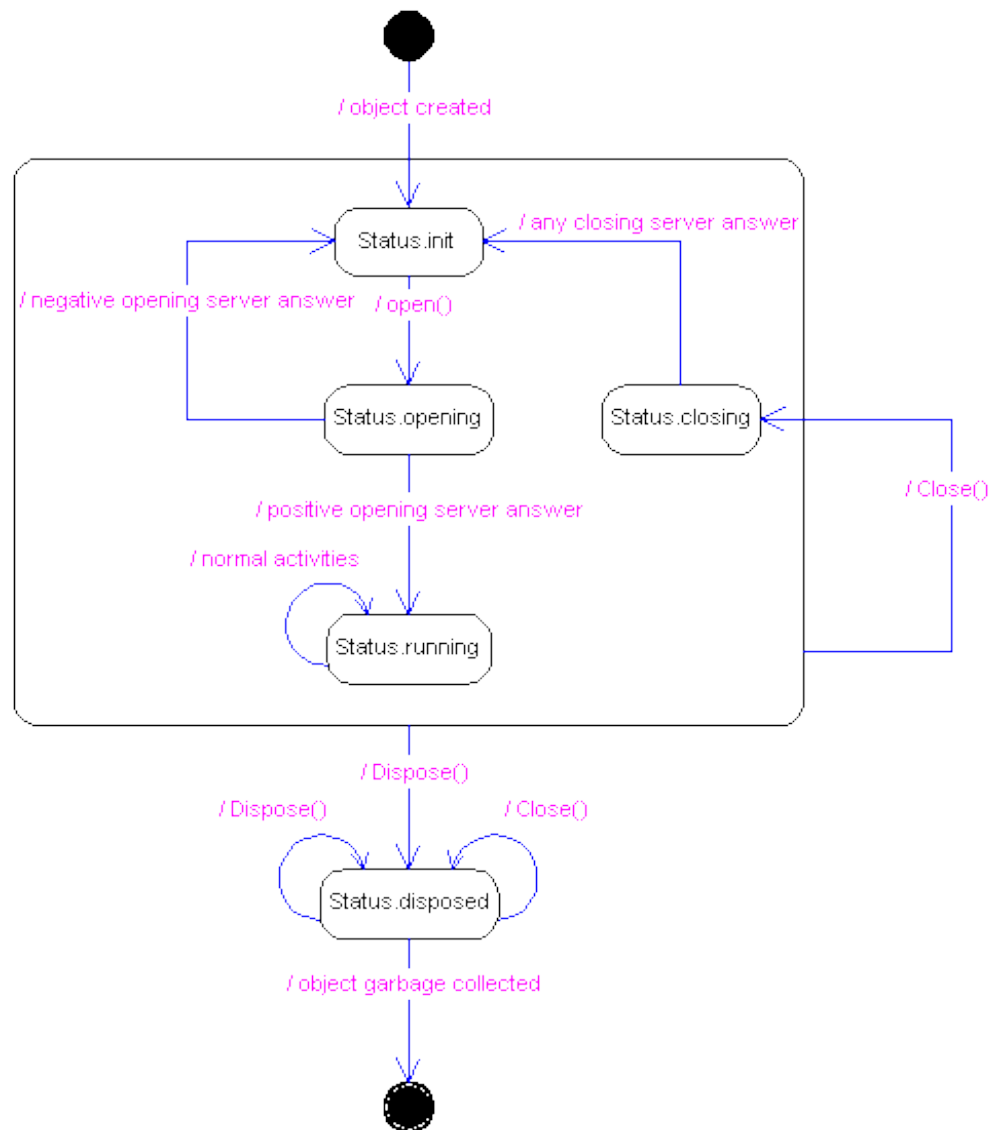 / object created
Status.init
/ any closing server answer
/ negative opening server answer
/ open()
Status.opening
Status.closing
/ Close()
/ positive opening server answer
/ normal activities
Status.running
/ Dispose()
/ Dispose()
/ Close()
Status.disposed
/ object garbage collected